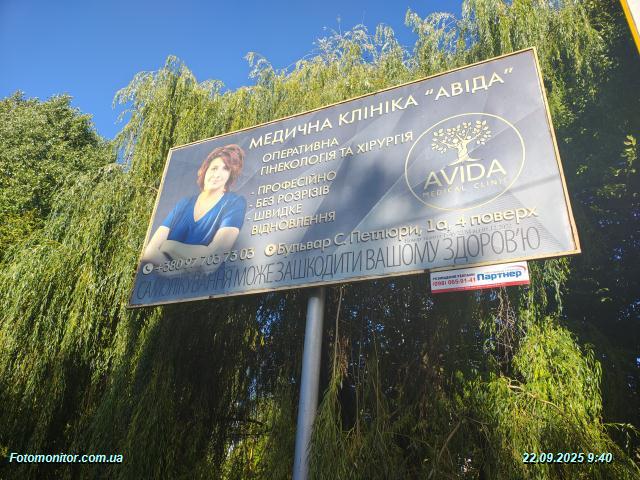 МЕДИЧНА КЛІНІКА "АВІДА"
ОПЕРАТИВНА
ГІНЕКОЛОГІЯ ТА ХІРУРГІЯ
- ПРОФЕСІЙНО
- БЕЗ РОЗРІЗІВ
- ШВИДКЕ
ВІДНОВЛЕННЯ
AVIDA
MEDICAL CLINIC
+380 97 703 73 03
Бульвар С. Петлюри, 1а, 4 поверх
САМОЛІКУВАННЯ МОЖЕ ЗАШКОДИТИ ВАШОМУ ЗДОРОВ'Ю
Партнер
(098) 065-91-41
Fotomonitor.com.ua
22.09.2025 9:40